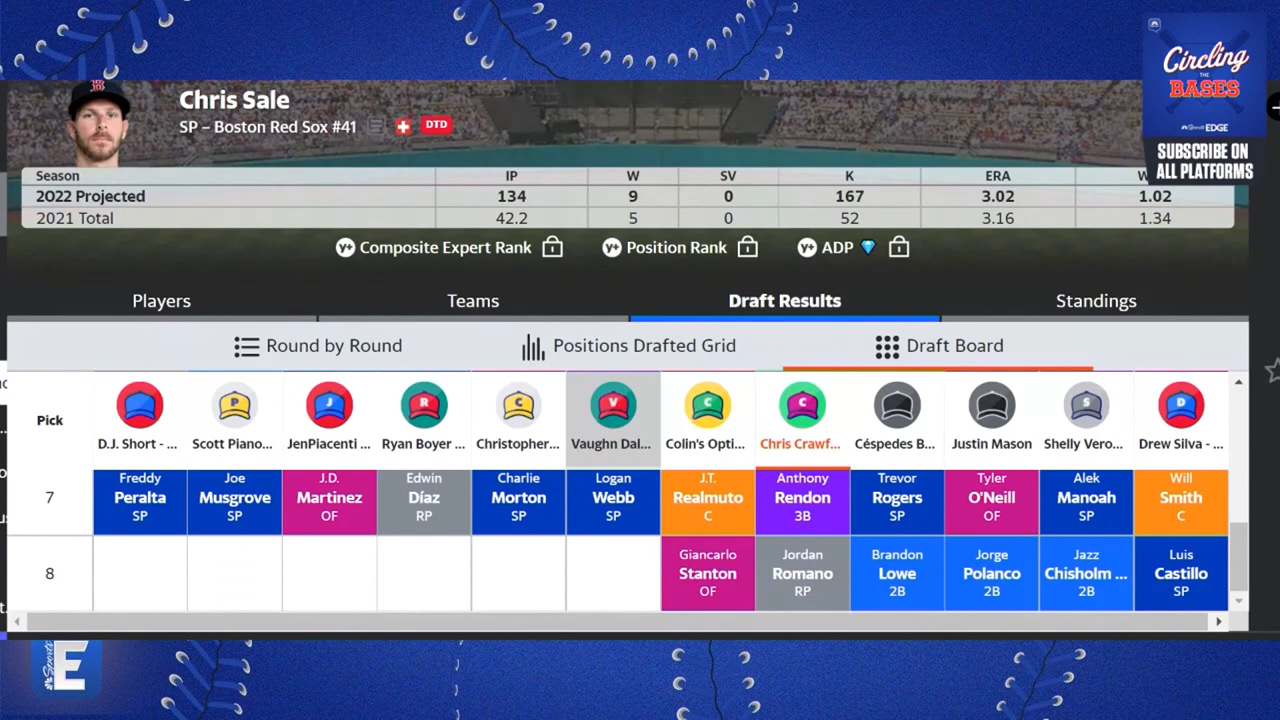 Circling
THE
BASES
EDGE
SUBSCRIBE ON
ALL PLATFORMS
B
Chris Sale
SP – Boston Red Sox #41 DTD
Season IP W SV K ERA W
2022 Projected 134 9 0 167 3.02 1.02
2021 Total 42.2 5 0 52 3.16 1.34
Y+ Composite Expert Rank Y+ Position Rank Y+ ADP
Players Teams Draft Results Standings
Round by Round Positions Drafted Grid Draft Board
P J R C V C C S D
Pick
D.J. Short - ... Scott Piano... JenPiacenti ... Ryan Boyer ... Christopher... Vaughn Dal... Colin's Opti... Chris Crawf... Céspedes B... Justin Mason Shelly Vero... Drew Silva - ...
Freddy Joe J.D. Edwin Charlie Logan J.T. Anthony Trevor Tyler Alek Will
7 Peralta Musgrove Martinez Díaz Morton Webb Realmuto Rendon Rogers O'Neill Manoah Smith
SP SP OF RP SP SP C 3B SP OF SP C
Giancarlo Jordan Brandon Jorge Jazz Luis
8 Stanton Romano Lowe Polanco Chisholm ... Castillo
OF RP 2B 2B 2B SP
Sports
E